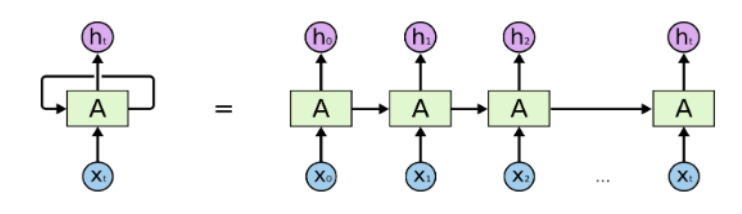 hₜ h₀ h₁ h₂ hₜ
A = A A A A
xₜ x₀ x₁ x₂ ... xₜ